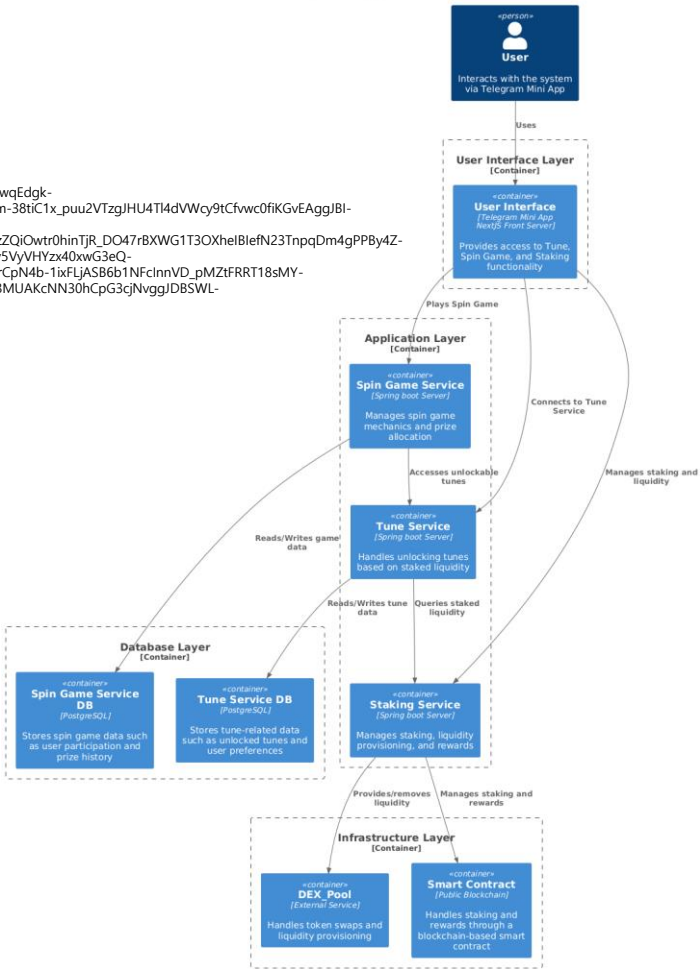 «person»
User
Interacts with the system
via Telegram Mini App
Uses
wqEdgk-
m-38tiC1x_puu2VTzgJHU4Tl4dVWcy9tCfvwc0fiKGvEAggJBI-
zZQiOwtr0hinTjR_DO47rBXWG1T3OXheIBlefN23TnpqDm4gPPBy4Z-
v5VyVHYzx40xwG3eQ-
rCpN4b-1ixFLjASB6b1NFcInnVD_pMZtFRRT18sMY-
BMUAKcNN30hCpG3cjNvggJDBSWL-
User Interface Layer
[Container]
«container»
User Interface
[Telegram Mini App
NextJS Front Server]
Provides access to Tune,
Spin Game, and Staking
functionality
Plays Spin Game
Application Layer
[Container]
«container»
Spin Game Service
[Spring boot Server]
Manages spin game
mechanics and prize
allocation
Connects to Tune
Service
Accesses unlockable
tunes
Manages staking and
liquidity
«container»
Tune Service
[Spring boot Server]
Handles unlocking tunes
based on staked liquidity
Reads/Writes game
data
Reads/Writes tune
data
Queries staked
liquidity
Database Layer
[Container]
«container»
Spin Game Service
DB
[PostgreSQL]
Stores spin game data such
as user participation and
prize history
«container»
Tune Service DB
[PostgreSQL]
Stores tune-related data
such as unlocked tunes and
user preferences
«container»
Staking Service
[Spring boot Server]
Manages staking, liquidity
provisioning, and rewards
Provides/removes
liquidity
Manages staking and
rewards
Infrastructure Layer
[Container]
«container»
DEX_Pool
[External Service]
Handles token swaps and
liquidity provisioning
«container»
Smart Contract
[Public Blockchain]
Handles staking and
rewards through a
blockchain-based smart
contract